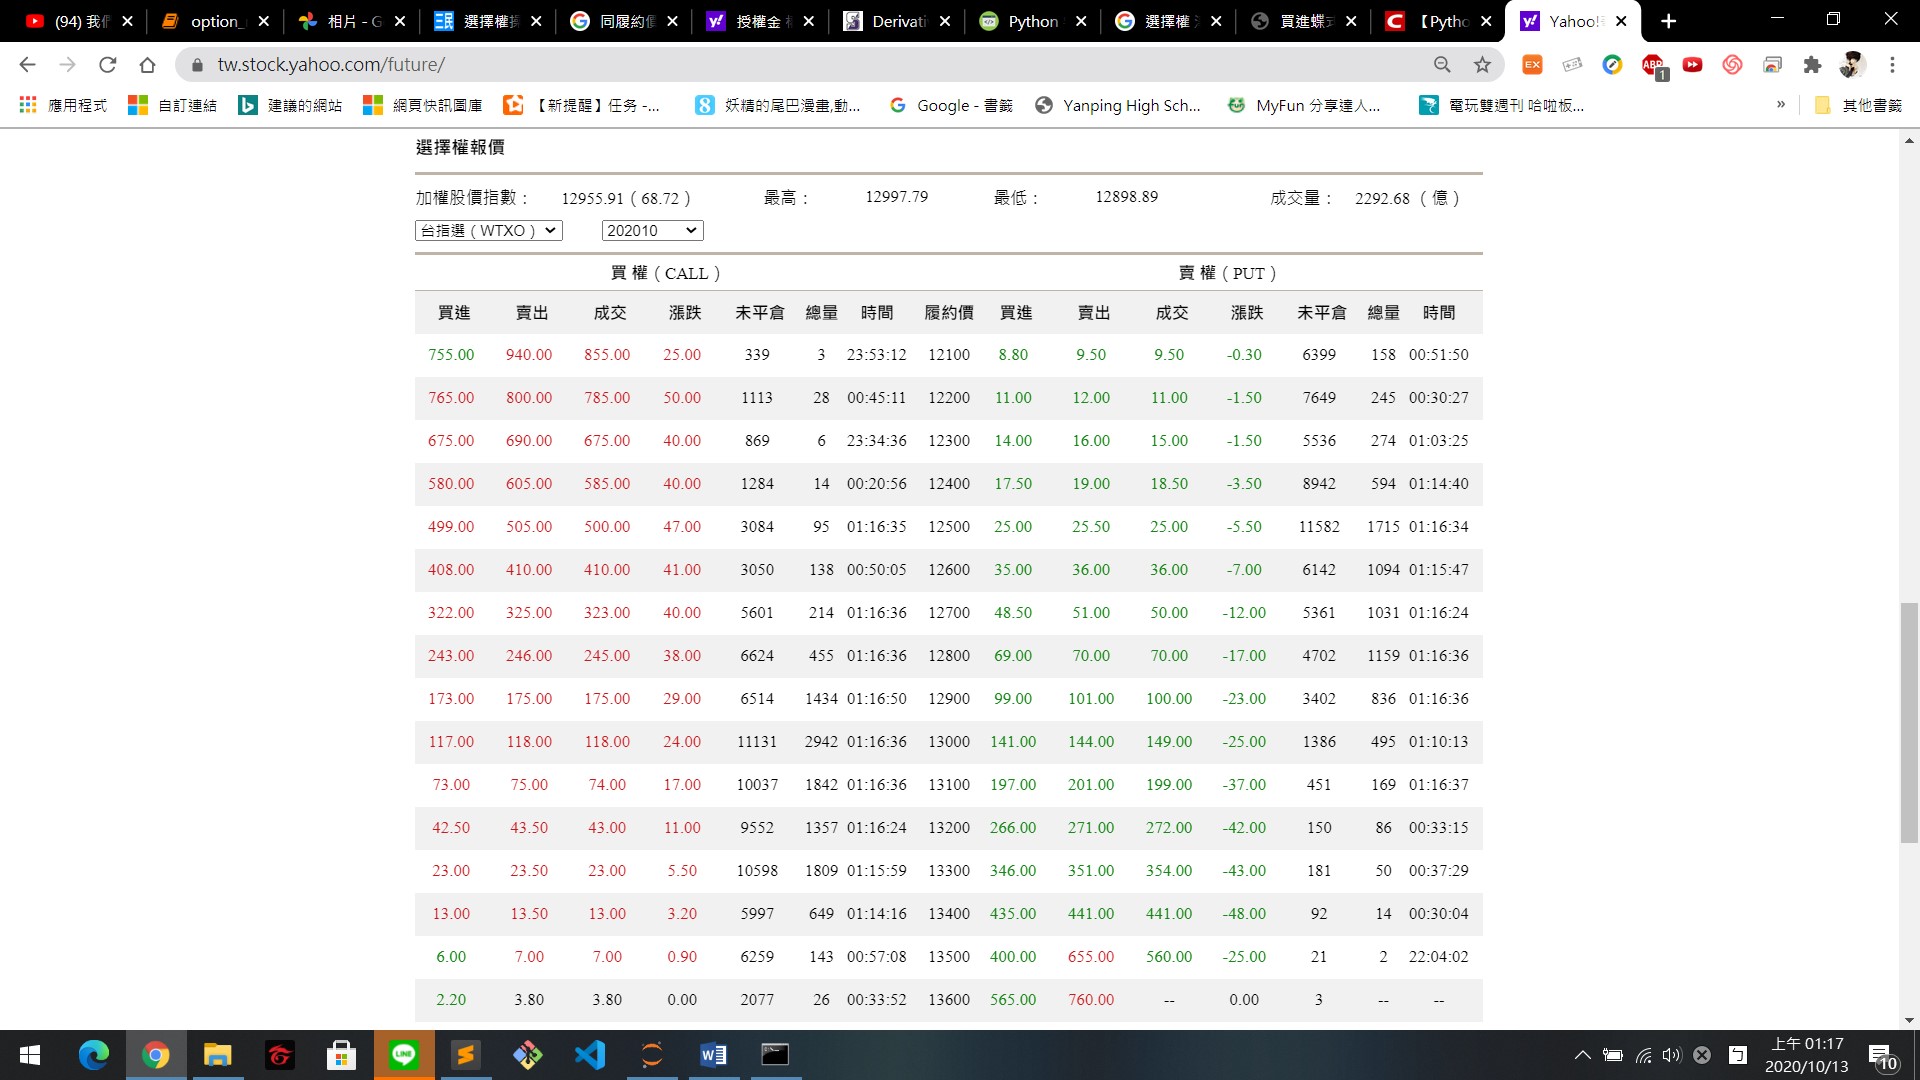 (94) 我們
option_
相片 - G
選擇權操
同履約價
授權金 權
Derivati
Python
選擇權
買進蝶式
【Pytho
Yahoo!
tw.stock.yahoo.com/future/
應用程式
自訂連結
建議的網站
網頁快訊圖庫
【新提醒】任務 -...
妖精的尾巴漫畫,動...
Google - 書籤
Yanping High Sch...
MyFun 分享達人...
電玩雙週刊 哈啦板...
»
其他書籤
選擇權報價
加權股價指數： 12955.91 ( 68.72 ) 最高： 12997.79 最低： 12898.89 成交量： 2292.68 （ 億 ）
台指選 ( WTXO ) 202010
買 權 ( CALL ) 賣 權 ( PUT )
買進 賣出 成交 漲跌 未平倉 總量 時間 履約價 買進 賣出 成交 漲跌 未平倉 總量 時間
755.00 940.00 855.00 25.00 339 3 23:53:12 12100 8.80 9.50 9.50 -0.30 6399 158 00:51:50
765.00 800.00 785.00 50.00 1113 28 00:45:11 12200 11.00 12.00 11.00 -1.50 7649 245 00:30:27
675.00 690.00 675.00 40.00 869 6 23:34:36 12300 14.00 16.00 15.00 -1.50 5536 274 01:03:25
580.00 605.00 585.00 40.00 1284 14 00:20:56 12400 17.50 19.00 18.50 -3.50 8942 594 01:14:40
499.00 505.00 500.00 47.00 3084 95 01:16:35 12500 25.00 25.50 25.00 -5.50 11582 1715 01:16:34
408.00 410.00 410.00 41.00 3050 138 00:50:05 12600 35.00 36.00 36.00 -7.00 6142 1094 01:15:47
322.00 325.00 323.00 40.00 5601 214 01:16:36 12700 48.50 51.00 50.00 -12.00 5361 1031 01:16:24
243.00 246.00 245.00 38.00 6624 455 01:16:36 12800 69.00 70.00 70.00 -17.00 4702 1159 01:16:36
173.00 175.00 175.00 29.00 6514 1434 01:16:50 12900 99.00 101.00 100.00 -23.00 3402 836 01:16:36
117.00 118.00 118.00 24.00 11131 2942 01:16:36 13000 141.00 144.00 149.00 -25.00 1386 495 01:10:13
73.00 75.00 74.00 17.00 10037 1842 01:16:36 13100 197.00 201.00 199.00 -37.00 451 169 01:16:37
42.50 43.50 43.00 11.00 9552 1357 01:16:24 13200 266.00 271.00 272.00 -42.00 150 86 00:33:15
23.00 23.50 23.00 5.50 10598 1809 01:15:59 13300 346.00 351.00 354.00 -43.00 181 50 00:37:29
13.00 13.50 13.00 3.20 5997 649 01:14:16 13400 435.00 441.00 441.00 -48.00 92 14 00:30:04
6.00 7.00 7.00 0.90 6259 143 00:57:08 13500 400.00 655.00 560.00 -25.00 21 2 22:04:02
2.20 3.80 3.80 0.00 2077 26 00:33:52 13600 565.00 760.00 -- 0.00 3 -- --
上午 01:17
2020/10/13
10